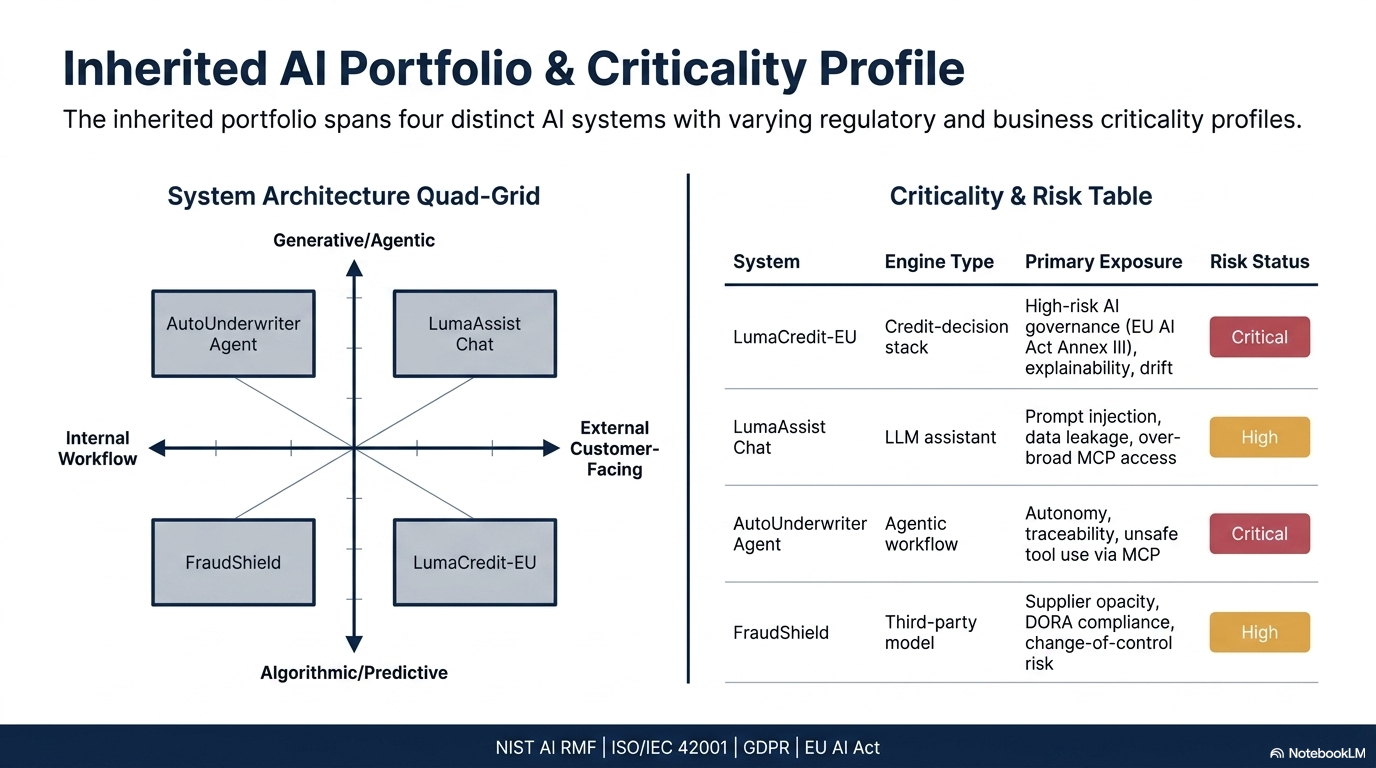 Inherited AI Portfolio & Criticality Profile
The inherited portfolio spans four distinct AI systems with varying regulatory and business criticality profiles.
System Architecture Quad-Grid
Generative/Agentic
AutoUnderwriter
Agent
LumaAssist
Chat
Internal
Workflow
External
Customer-
Facing
FraudShield
LumaCredit-EU
Algorithmic/Predictive
Criticality & Risk Table
System Engine Type Primary Exposure Risk Status
LumaCredit-EU
Credit-decision
stack
High-risk AI
governance (EU AI
Act Annex III),
explainability, drift
Critical
LumaAssist
Chat
LLM assistant
Prompt injection,
data leakage, over-
broad MCP access
High
AutoUnderwriter
Agent
Agentic
workflow
Autonomy,
traceability, unsafe
tool use via MCP
Critical
FraudShield
Third-party
model
Supplier opacity,
DORA compliance,
change-of-control
risk
High
NIST AI RMF | ISO/IEC 42001 | GDPR | EU AI Act
NotebookLM